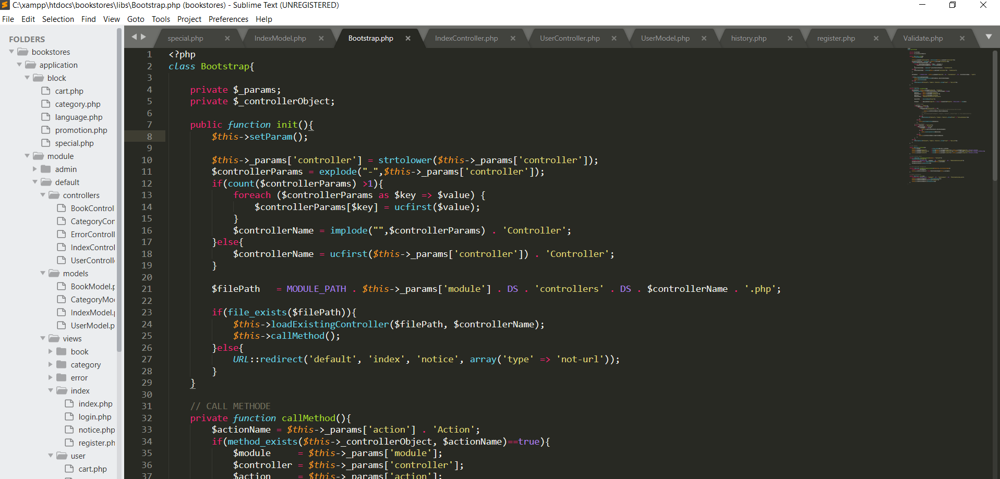 C:\xampp\htdocs\bookstores\libs\Bootstrap.php (bookstores) - Sublime Text (UNREGISTERED)
File Edit Selection Find View Goto Tools Project Preferences Help
FOLDERS
bookstores
application
block
cart.php
category.php
language.php
promotion.php
special.php
module
admin
default
controllers
BookControl
CategoryCon
ErrorControll
IndexControl
UserControll
models
BookModel.p
CategoryMo
IndexModel.
UserModel.p
views
book
category
error
index
index.php
login.php
notice.php
register.ph
user
cart.php
special.php IndexModel.php Bootstrap.php IndexController.php UserController.php UserModel.php history.php register.php Validate.php
1 <?php
2 class Bootstrap{
3
4     private $_params;
5     private $_controllerObject;
6
7     public function init(){
8         $this->setParam();
9
10         $this->_params['controller'] = strtolower($this->_params['controller']);
11         $controllerParams = explode("-",$this->_params['controller']);
12         if(count($controllerParams) >1){
13             foreach ($controllerParams as $key => $value) {
14                 $controllerParams[$key] = ucfirst($value);
15             }
16             $controllerName = implode("",$controllerParams) . 'Controller';
17         }else{
18             $controllerName = ucfirst($this->_params['controller']) . 'Controller';
19         }
20
21         $filePath   = MODULE_PATH . $this->_params['module'] . DS . 'controllers' . DS . $controllerName . '.php';
22
23         if(file_exists($filePath)){
24             $this->loadExistingController($filePath, $controllerName);
25             $this->callMethod();
26         }else{
27             URL::redirect('default', 'index', 'notice', array('type' => 'not-url'));
28         }
29     }
30
31     // CALL METHODE
32     private function callMethod(){
33         $actionName = $this->_params['action'] . 'Action';
34         if(method_exists($this->_controllerObject, $actionName)==true){
35             $module     = $this->_params['module'];
36             $controller = $this->_params['controller'];
37             $action     = $this->_params['action'];